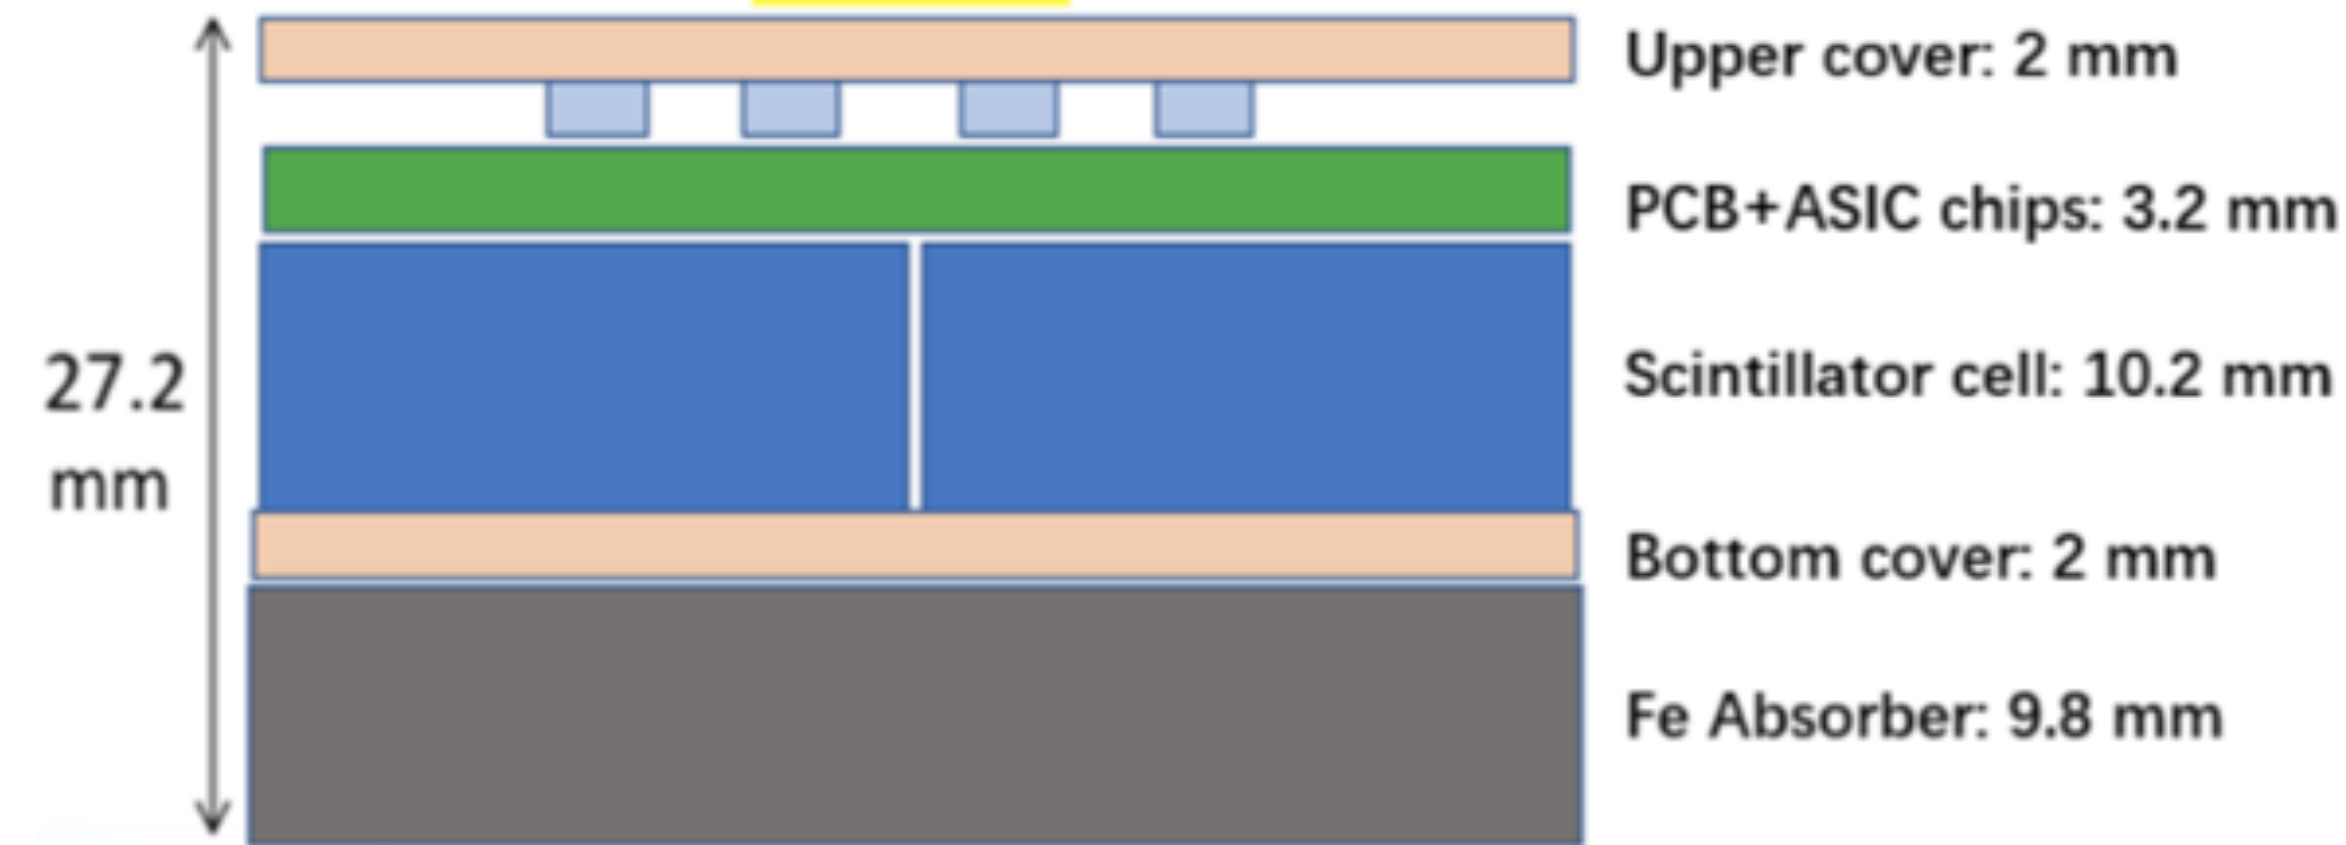 Upper cover: 2 mm
PCB+ASIC chips: 3.2 mm
27.2
mm
Scintillator cell: 10.2 mm
Bottom cover: 2 mm
Fe Absorber: 9.8 mm